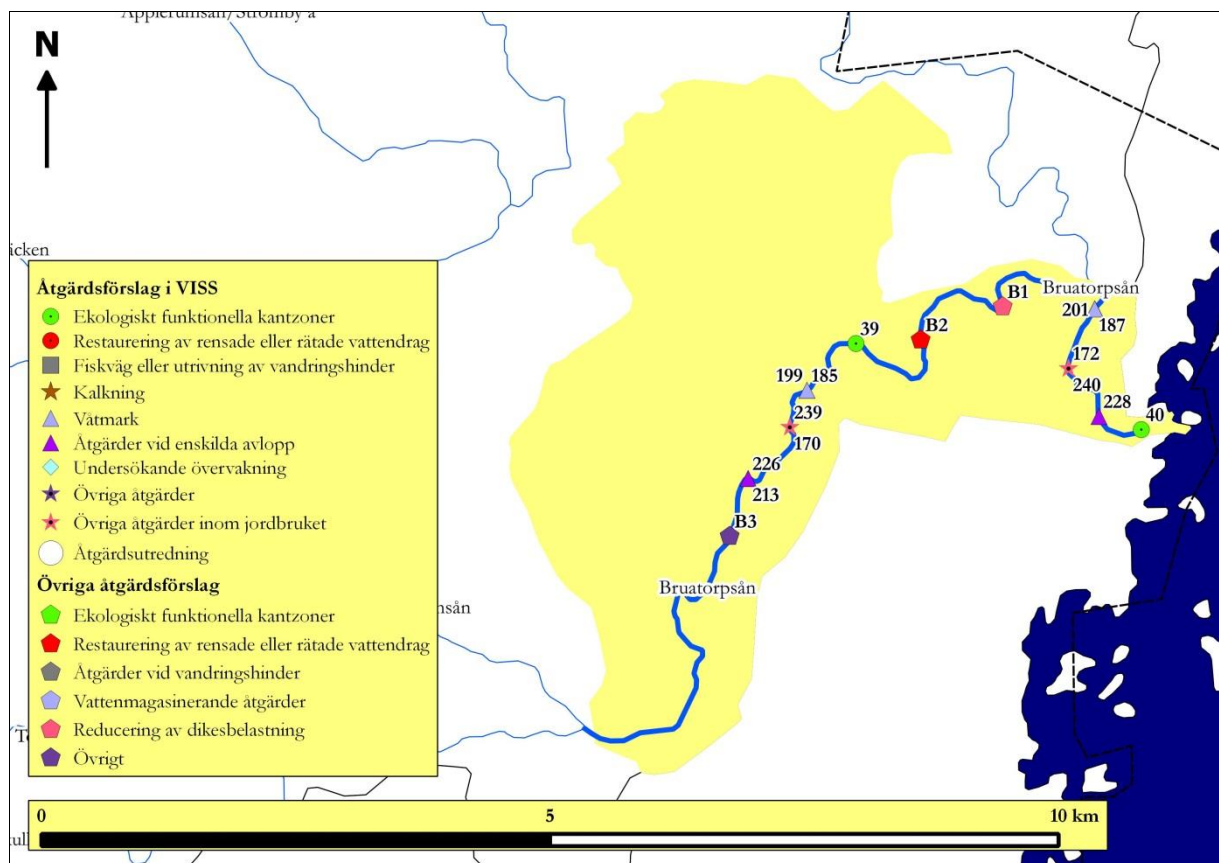 Applerumsån/Strömby å
N
icken
Åtgärdsförslag i VISS
Ekologiskt funktionella kantzoner
Restaurering av rensade eller rätade vattendrag
Fiskväg eller utrivning av vandringshinder
Kalkning
Våtmark
Åtgärder vid enskilda avlopp
Undersökande övervakning
Övriga åtgärder
Övriga åtgärder inom jordbruket
Åtgärdsutredning
Övriga åtgärdsförslag
Ekologiskt funktionella kantzoner
Restaurering av rensade eller rätade vattendrag
Åtgärder vid vandringshinder
Vattenmagasinerande åtgärder
Reducering av dikesbelastning
Övrigt
Bruatorpsån
B1
201
187
B2
39
172
240
228
40
199
185
239
170
226
213
B3
Bruatorpsån
nsån
0
5
10 km